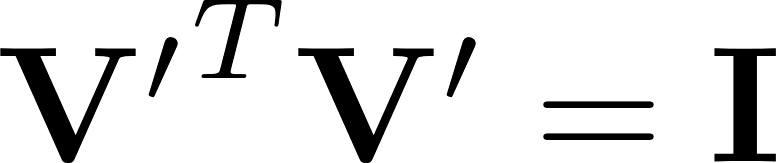 𝐕′ᵀ𝐕′ = 𝐈